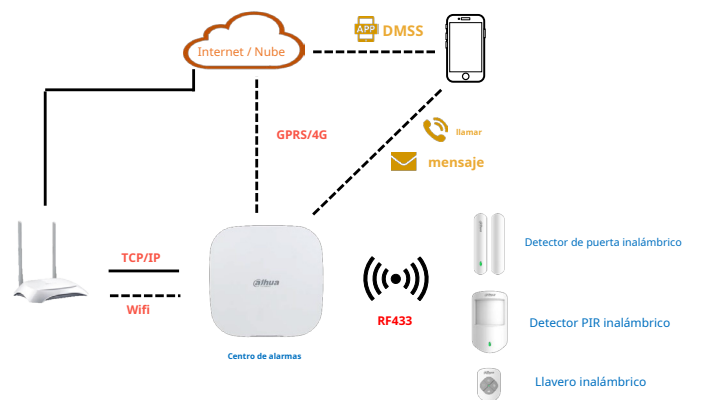 APP DMSS
Internet / Nube
llamar
GPRS/4G
mensaje
Detector de puerta inalámbrico
TCP/IP
alhua
Wifi
RF433
Detector PIR inalámbrico
Centro de alarmas
Llavero inalámbrico